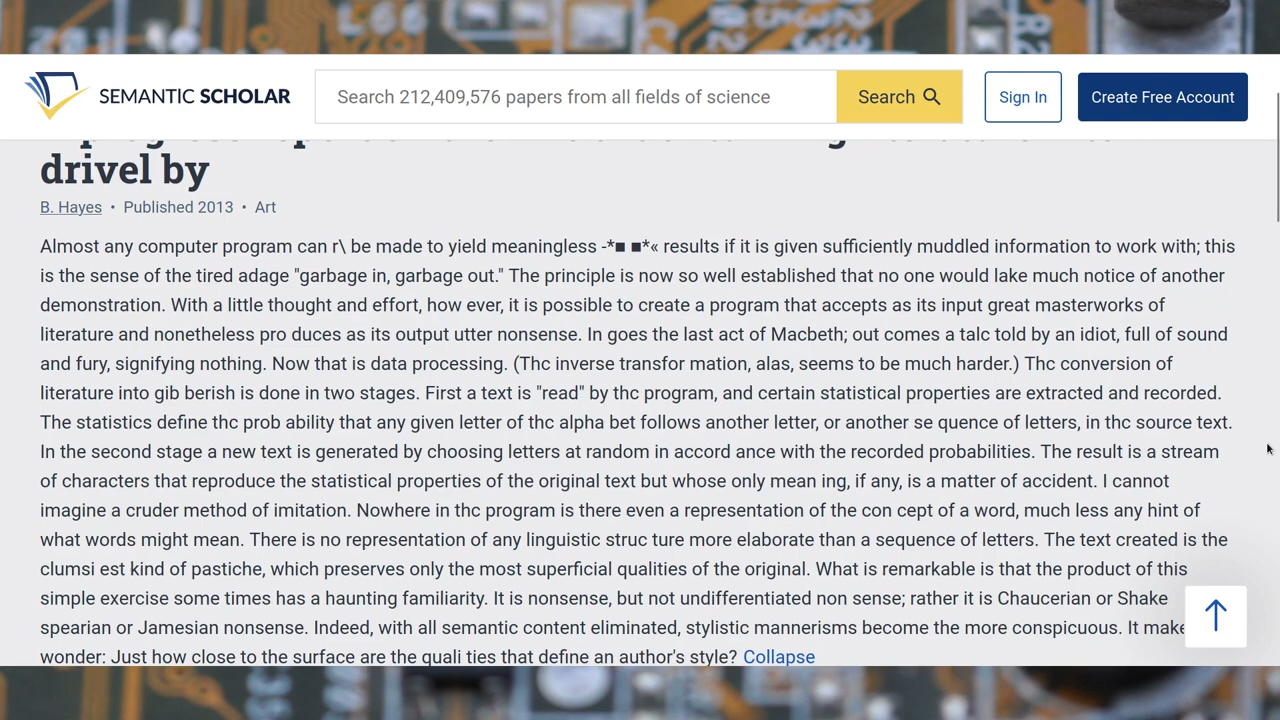 SEMANTIC SCHOLAR
Search 212,409,576 papers from all fields of science
Search
Sign In
Create Free Account
drivel by
B. Hayes • Published 2013 • Art
Almost any computer program can r\ be made to yield meaningless -*■ ■*« results if it is given sufficiently muddled information to work with; this
is the sense of the tired adage "garbage in, garbage out." The principle is now so well established that no one would lake much notice of another
demonstration. With a little thought and effort, how ever, it is possible to create a program that accepts as its input great masterworks of
literature and nonetheless pro duces as its output utter nonsense. In goes the last act of Macbeth; out comes a talc told by an idiot, full of sound
and fury, signifying nothing. Now that is data processing. (Thc inverse transfor mation, alas, seems to be much harder.) Thc conversion of
literature into gib berish is done in two stages. First a text is "read" by thc program, and certain statistical properties are extracted and recorded.
The statistics define thc prob ability that any given letter of thc alpha bet follows another letter, or another se quence of letters, in thc source text.
In the second stage a new text is generated by choosing letters at random in accord ance with the recorded probabilities. The result is a stream
of characters that reproduce the statistical properties of the original text but whose only mean ing, if any, is a matter of accident. I cannot
imagine a cruder method of imitation. Nowhere in thc program is there even a representation of the con cept of a word, much less any hint of
what words might mean. There is no representation of any linguistic struc ture more elaborate than a sequence of letters. The text created is the
clumsi est kind of pastiche, which preserves only the most superficial qualities of the original. What is remarkable is that the product of this
simple exercise some times has a haunting familiarity. It is nonsense, but not undifferentiated non sense; rather it is Chaucerian or Shake
spearian or Jamesian nonsense. Indeed, with all semantic content eliminated, stylistic mannerisms become the more conspicuous. It make
wonder: Just how close to the surface are the quali ties that define an author's style? Collapse